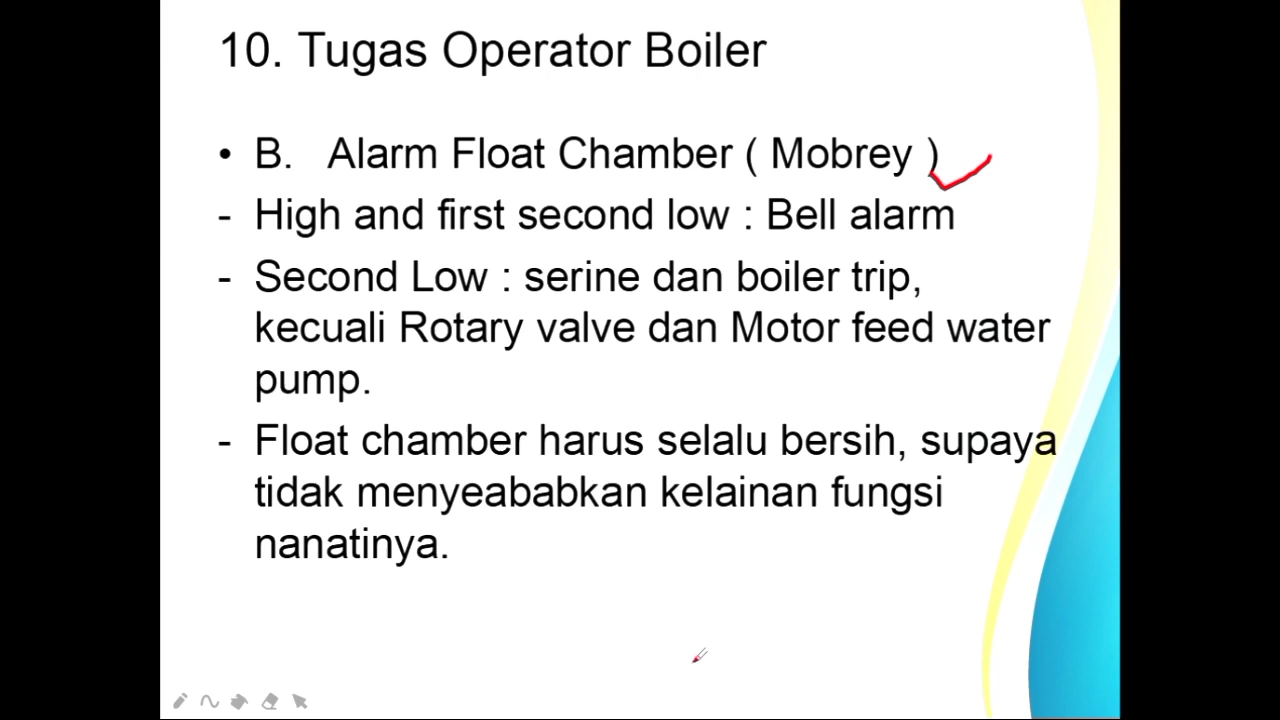 10. Tugas Operator Boiler
• B. Alarm Float Chamber ( Mobrey )
- High and first second low : Bell alarm
- Second Low : serine dan boiler trip,
kecuali Rotary valve dan Motor feed water
pump.
- Float chamber harus selalu bersih, supaya
tidak menyeababkan kelainan fungsi
nanatinya.